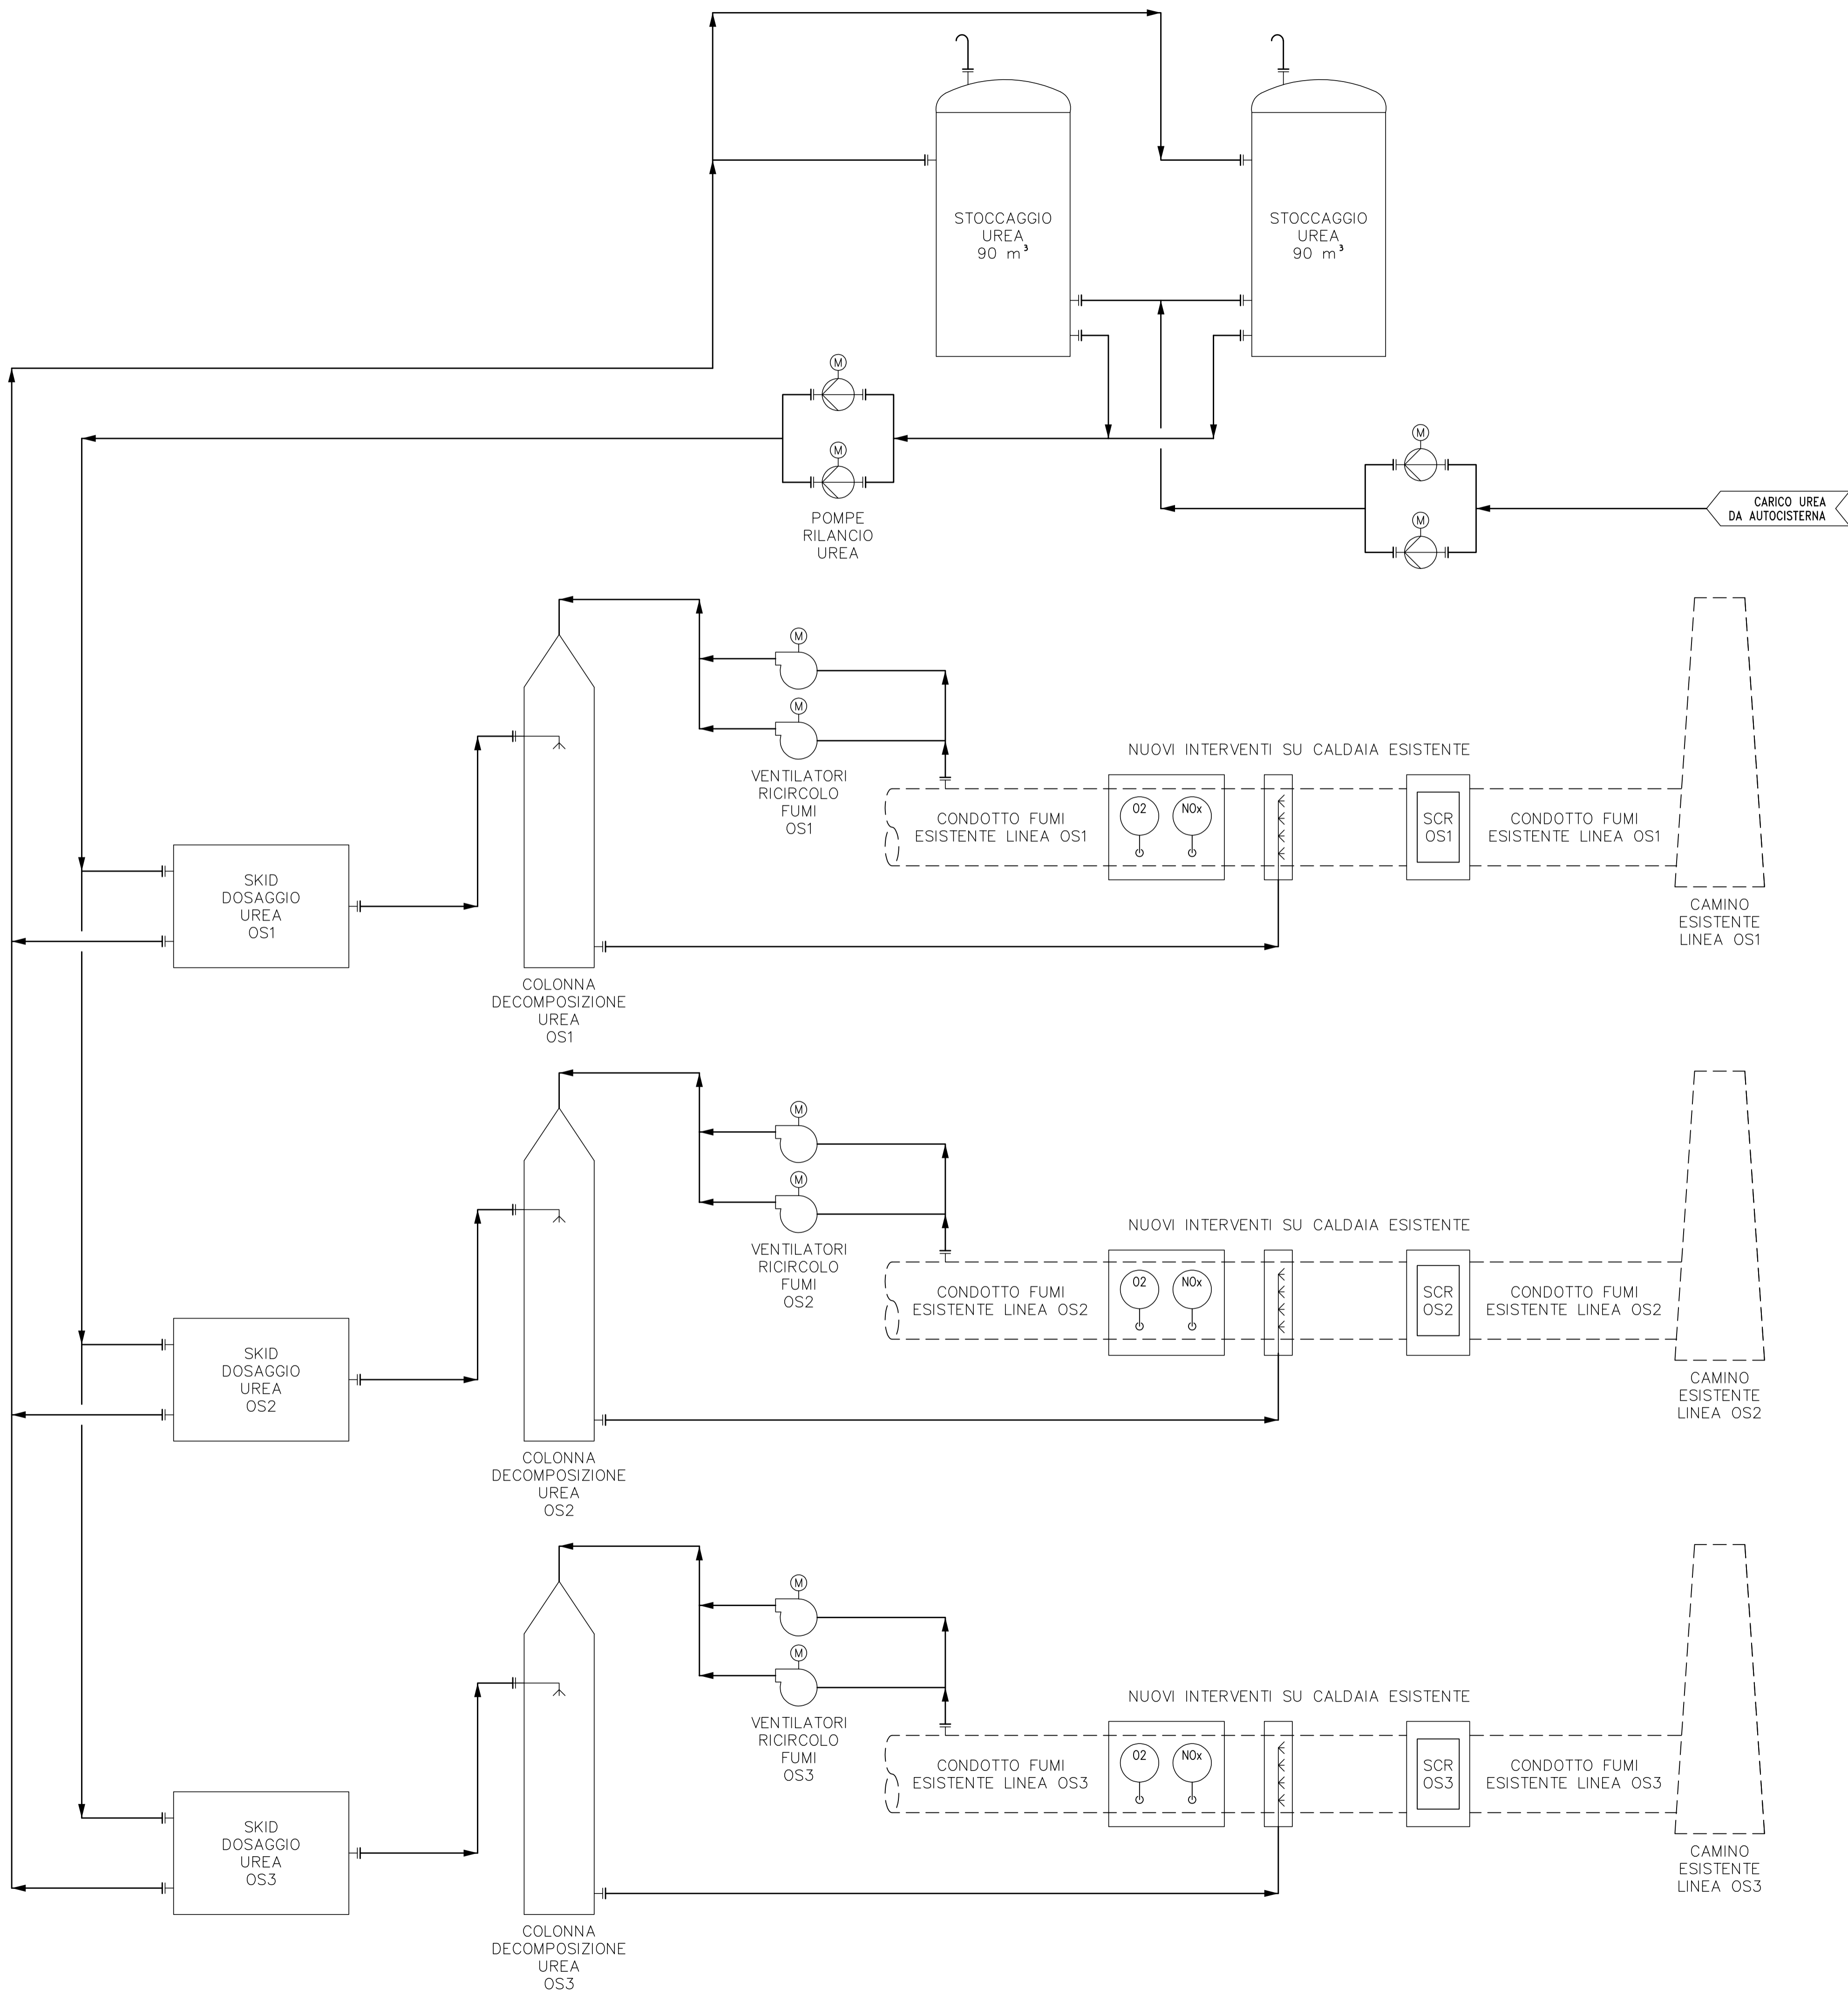 STOCCAGGIO
UREA
90 m³
STOCCAGGIO
UREA
90 m³
M
M
POMPE
RILANCIO
UREA
M
M
CARICO UREA
DA AUTOCISTERNA
M
M
VENTILATORI
RICIRCOLO
FUMI
OS1
NUOVI INTERVENTI SU CALDAIA ESISTENTE
CONDOTTO FUMI
ESISTENTE LINEA OS1
O2
NOx
SCR
OS1
CONDOTTO FUMI
ESISTENTE LINEA OS1
CAMINO
ESISTENTE
LINEA OS1
SKID
DOSAGGIO
UREA
OS1
COLONNA
DECOMPOSIZIONE
UREA
OS1
M
M
VENTILATORI
RICIRCOLO
FUMI
OS2
NUOVI INTERVENTI SU CALDAIA ESISTENTE
CONDOTTO FUMI
ESISTENTE LINEA OS2
O2
NOx
SCR
OS2
CONDOTTO FUMI
ESISTENTE LINEA OS2
CAMINO
ESISTENTE
LINEA OS2
SKID
DOSAGGIO
UREA
OS2
COLONNA
DECOMPOSIZIONE
UREA
OS2
M
M
VENTILATORI
RICIRCOLO
FUMI
OS3
NUOVI INTERVENTI SU CALDAIA ESISTENTE
CONDOTTO FUMI
ESISTENTE LINEA OS3
O2
NOx
SCR
OS3
CONDOTTO FUMI
ESISTENTE LINEA OS3
CAMINO
ESISTENTE
LINEA OS3
SKID
DOSAGGIO
UREA
OS3
COLONNA
DECOMPOSIZIONE
UREA
OS3